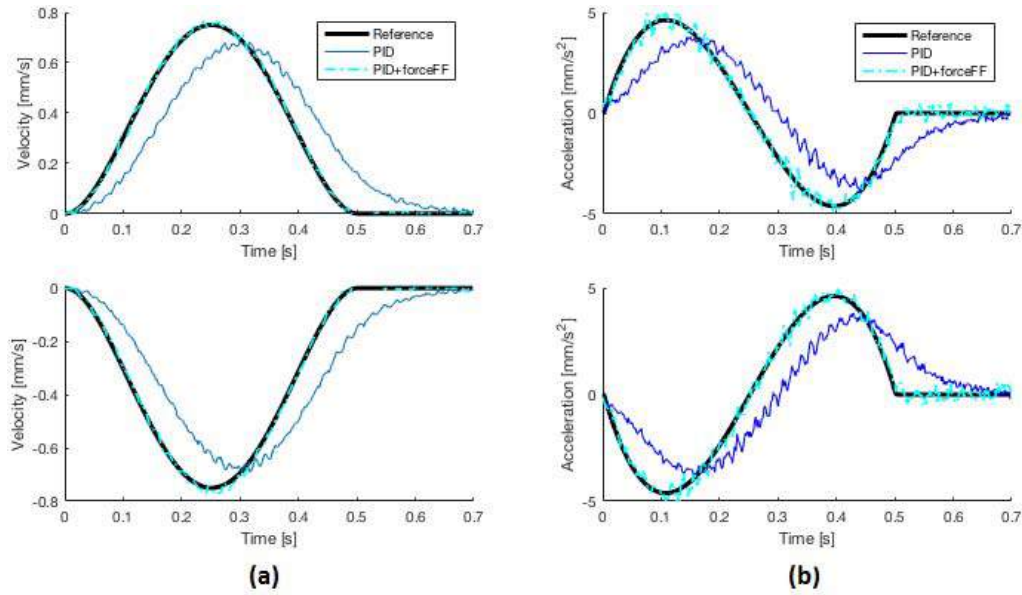 0.8
0.6
0.4
0.2
0
Velocity [mm/s]
Reference
PID
PID+forceFF
0 0.1 0.2 0.3 0.4 0.5 0.6 0.7
Time [s]
5
0
-5
Acceleration [mm/s²]
Reference
PID
PID+forceFF
0 0.1 0.2 0.3 0.4 0.5 0.6 0.7
Time [s]
0
-0.2
-0.4
-0.6
-0.8
Velocity [mm/s]
0 0.1 0.2 0.3 0.4 0.5 0.6 0.7
Time [s]
(a)
5
0
-5
Acceleration [mm/s²]
0 0.1 0.2 0.3 0.4 0.5 0.6 0.7
Time [s]
(b)